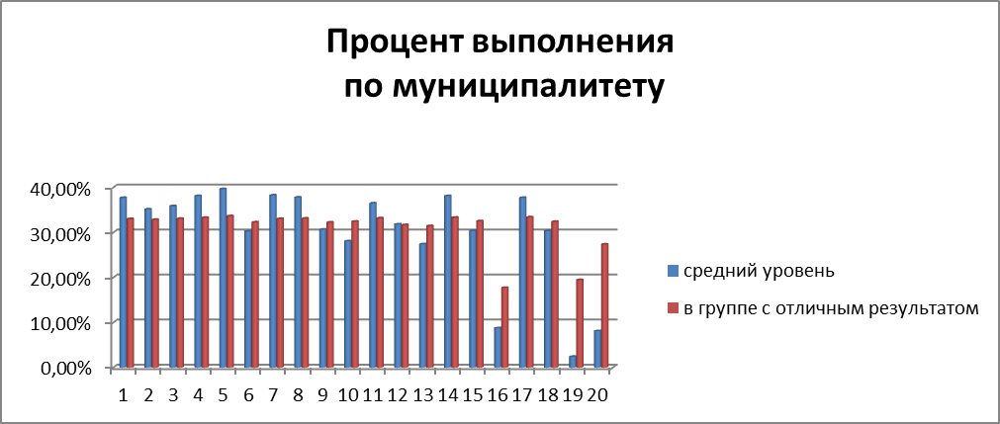 Процент выполнения
по муниципалитету
40,00%
30,00%
20,00%
10,00%
0,00%
1 2 3 4 5 6 7 8 9 10 11 12 13 14 15 16 17 18 19 20
средний уровень
в группе с отличным результатом